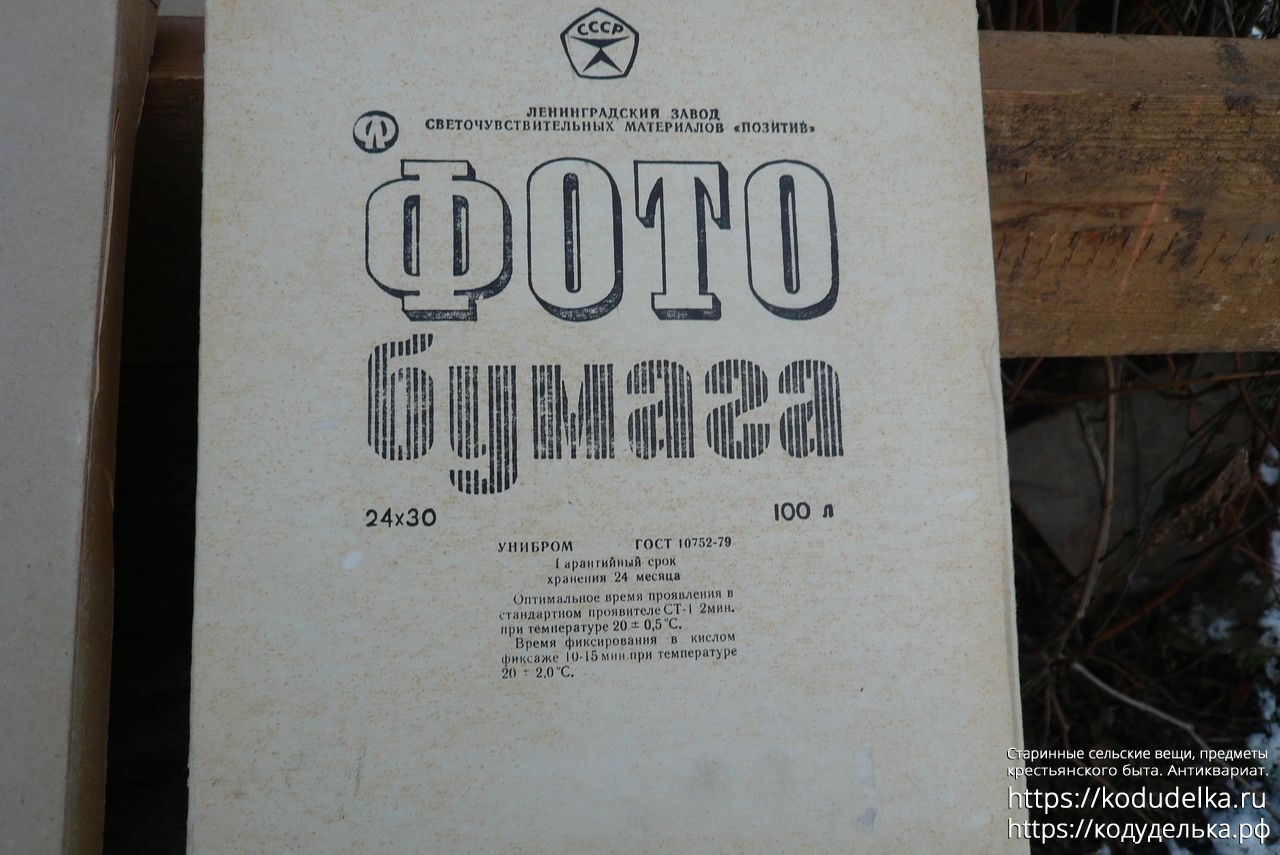 СССР
ЛЕНИНГРАДСКИЙ ЗАВОД
СВЕТОЧУВСТВИТЕЛЬНЫХ МАТЕРИАЛОВ «ПОЗИТИВ»
ФОТО
бумага
24х30 100 л
УНИБРОМ ГОСТ 10752-79
Гарантийный срок
хранения 24 месяца
Оптимальное время проявления в
стандартном проявителе СТ-1 2мин.
при температуре 20 ± 0,5°С.
Время фиксирования в кислом
фиксаже 10-15 мин.при температуре
20 ± 2,0°С.
Старинные сельские вещи, предметы
крестьянского быта. Антиквариат.
https://kodudelka.ru
https://кодуделька.рф